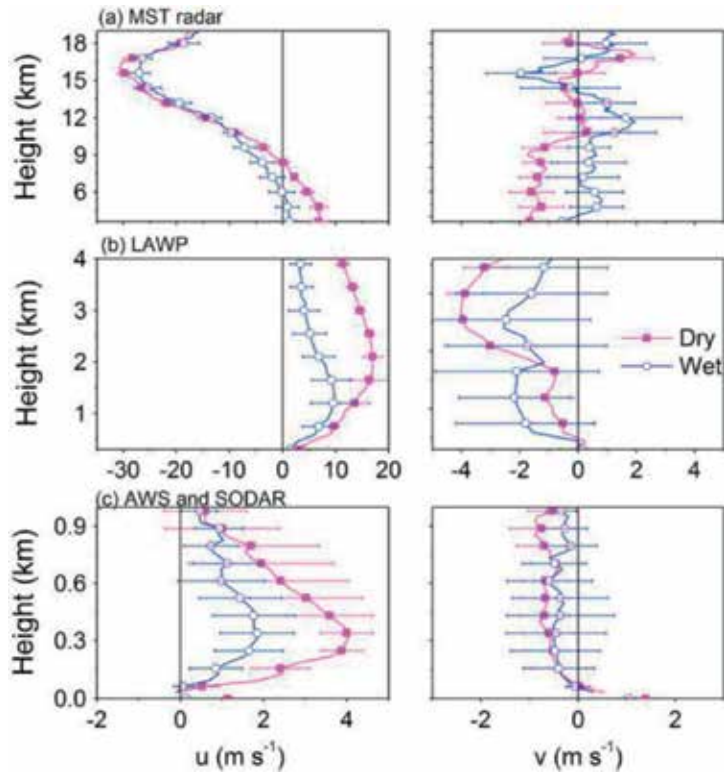 (a) MST radar
18
15
12
9
6
Height (km)
(b) LAWP
4
3
2
1
Height (km)
Dry
Wet
-30 -20 -10 0 10 20
-4 -2 0 2 4
(c) AWS and SODAR
0.9
0.6
0.3
0.0
Height (km)
-2 0 2 4
-2 0 2
u (m s⁻¹)
v (m s⁻¹)